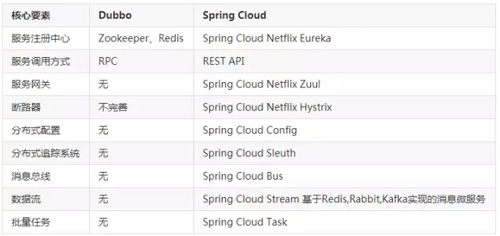 核心要素 Dubbo Spring Cloud
服务注册中心 Zookeeper、Redis Spring Cloud Netflix Eureka
服务调用方式 RPC REST API
服务网关 无 Spring Cloud Netflix Zuul
断路器 不完善 Spring Cloud Netflix Hystrix
分布式配置 无 Spring Cloud Config
分布式追踪系统 无 Spring Cloud Sleuth
消息总线 无 Spring Cloud Bus
数据流 无 Spring Cloud Stream 基于Redis,Rabbit,Kafka实现的消息微服务
批量任务 无 Spring Cloud Task